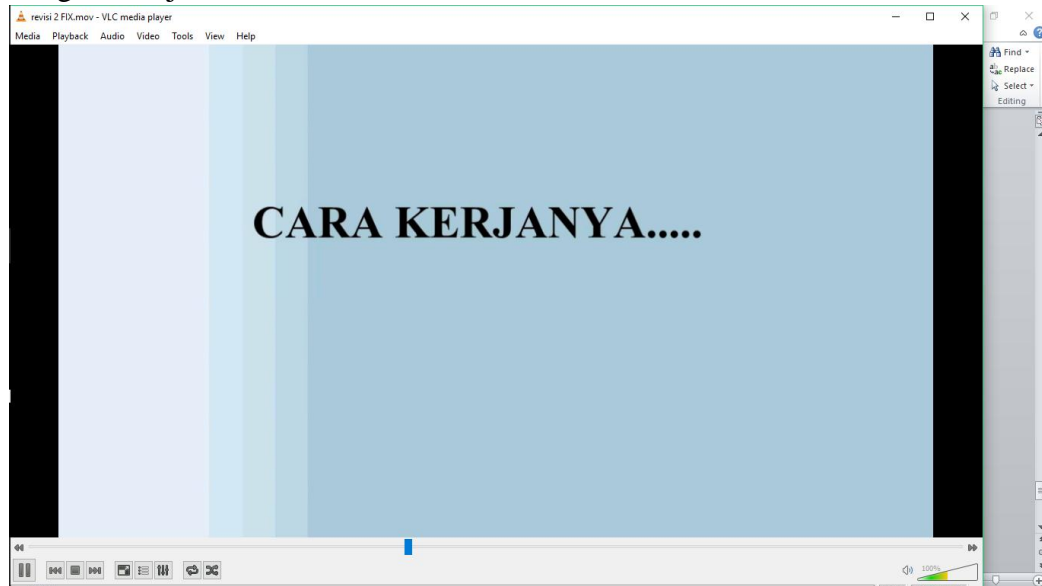 revisi 2 FIX.mov - VLC media player
Media Playback Audio Video Tools View Help
Find
Replace
Select
Editing
CARA KERJANYA.....
100%